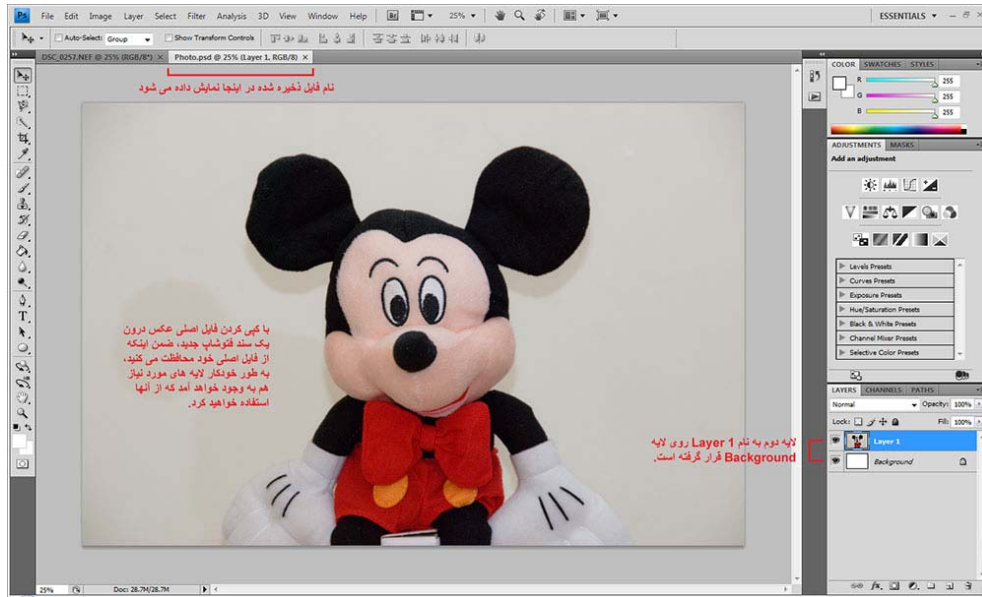 Ps File Edit Image Layer Select Filter Analysis 3D View Window Help Br 25% ESSENTIALS
Auto-Select: Group Show Transform Controls
DSC_0257.NEF @ 25% (RGB/8*) × Photo.psd @ 25% (Layer 1, RGB/8) ×
نام فایل ذخیره شده در اینجا نمایش داده می شود
COLOR SWATCHES STYLES
R 255
G 255
B 255
ADJUSTMENTS MASKS
Add an adjustment
Levels Presets
Curves Presets
Exposure Presets
Hue/Saturation Presets
Black & White Presets
Channel Mixer Presets
Selective Color Presets
با کپی کردن فایل اصلی عکس درون
یک سند فتوشاپ جدید، ضمن اینکه
از فایل اصلی خود محافظت می کنید،
به طور خودکار لایه های مورد نیاز
هم به وجود خواهد آمد که از آنها
استفاده خواهید کرد.
LAYERS CHANNELS PATHS
Normal Opacity: 100%
Lock: Fill: 100%
Layer 1
Background
لایه دوم به نام Layer 1 روی لایه
Background قرار گرفته است.
25% Doc: 28.7M/28.7M